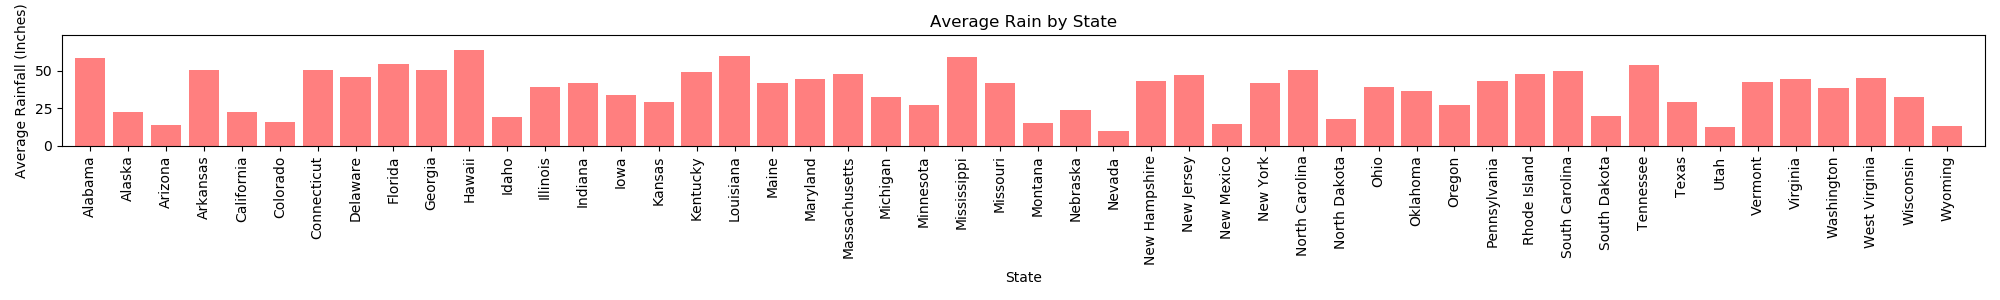 Average Rain by State
Average Rainfall (Inches)
50
25
0
Alabama
Alaska
Arizona
Arkansas
California
Colorado
Connecticut
Delaware
Florida
Georgia
Hawaii
Idaho
Illinois
Indiana
Iowa
Kansas
Kentucky
Louisiana
Maine
Maryland
Massachusetts
Michigan
Minnesota
Mississippi
Missouri
Montana
Nebraska
Nevada
New Hampshire
New Jersey
New Mexico
New York
North Carolina
North Dakota
Ohio
Oklahoma
Oregon
Pennsylvania
Rhode Island
South Carolina
South Dakota
Tennessee
Texas
Utah
Vermont
Virginia
Washington
West Virginia
Wisconsin
Wyoming
State